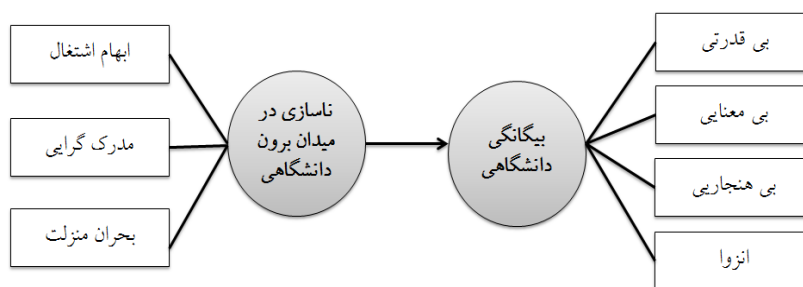 ابهام اشتغال
مدرک گرایی
بحران منزلت
ناسازی در
میدان برون
دانشگاهی
بیگانگی
دانشگاهی
بی قدرتی
بی معنایی
بی هنجاریی
انزوا